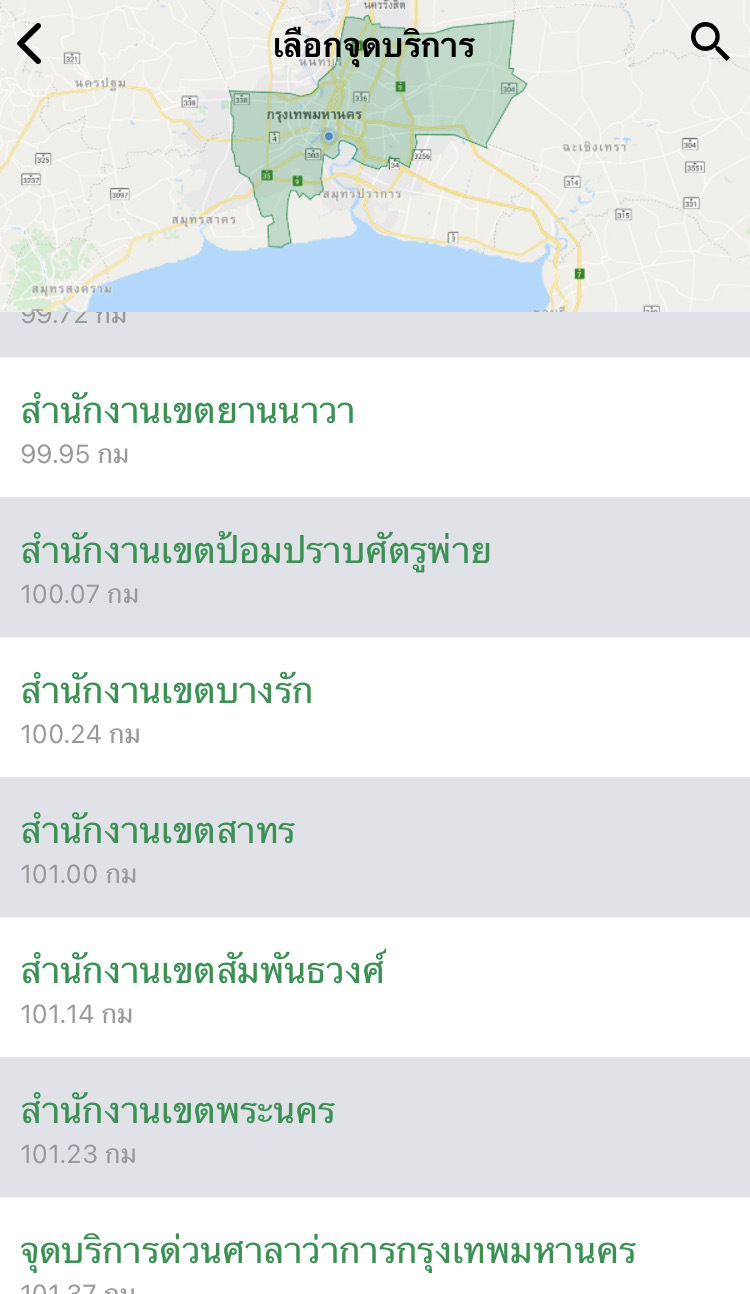 นครรังสิต
เลือกจุดบริการ
นนทบุรี
321
นครปฐม
338
338
9
336
304
กรุงเทพมหานคร
4
304
ฉะเชิงเทรา
325
303
34
3256
3551
3237
35
9
314
3097
สมุทรปราการ
331
สมุทรสาคร
315
3
7
สมุทรสงคราม
99.72 กม
สำนักงานเขตยานนาวา
99.95 กม
สำนักงานเขตป้อมปราบศัตรูพ่าย
100.07 กม
สำนักงานเขตบางรัก
100.24 กม
สำนักงานเขตสาทร
101.00 กม
สำนักงานเขตสัมพันธวงศ์
101.14 กม
สำนักงานเขตพระนคร
101.23 กม
จุดบริการด่วนศาลาว่าการกรุงเทพมหานคร
101.37 กม